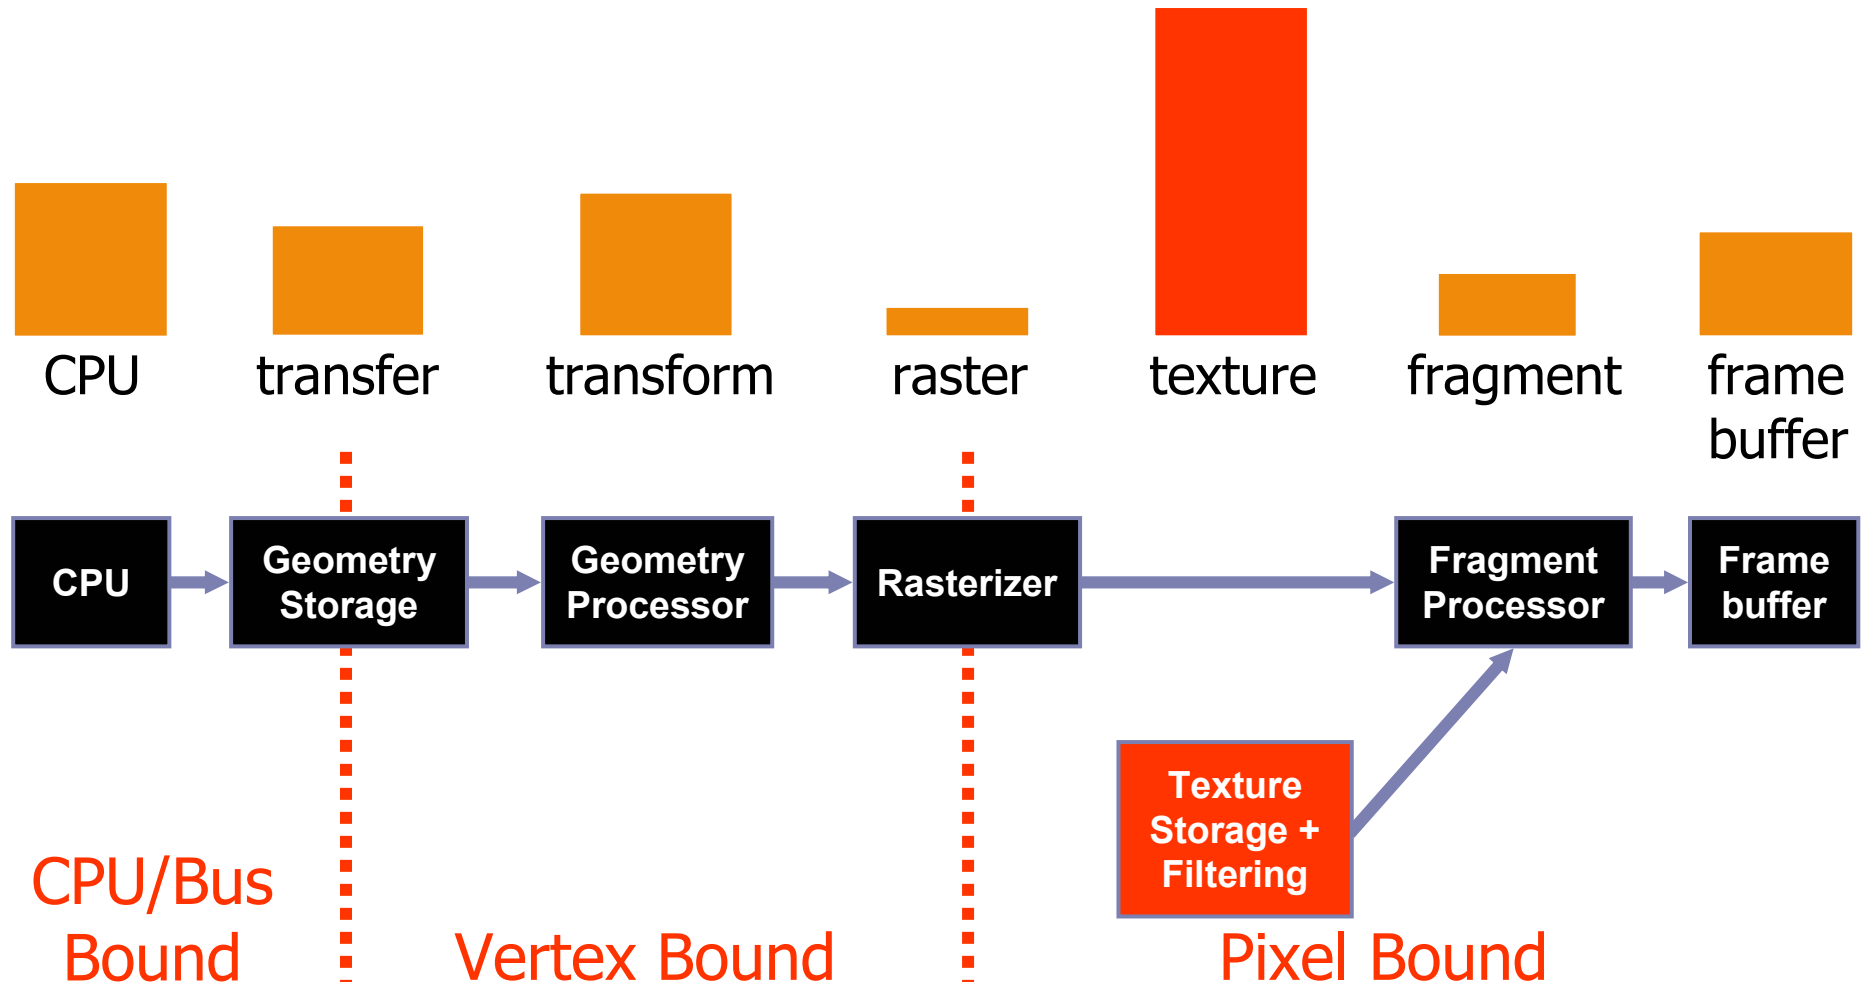 CPU
transfer
transform
raster
texture
fragment
frame
buffer
CPU
Geometry
Storage
Geometry
Processor
Rasterizer
Fragment
Processor
Frame
buffer
Texture
Storage +
Filtering
CPU/Bus
Bound
Vertex Bound
Pixel Bound